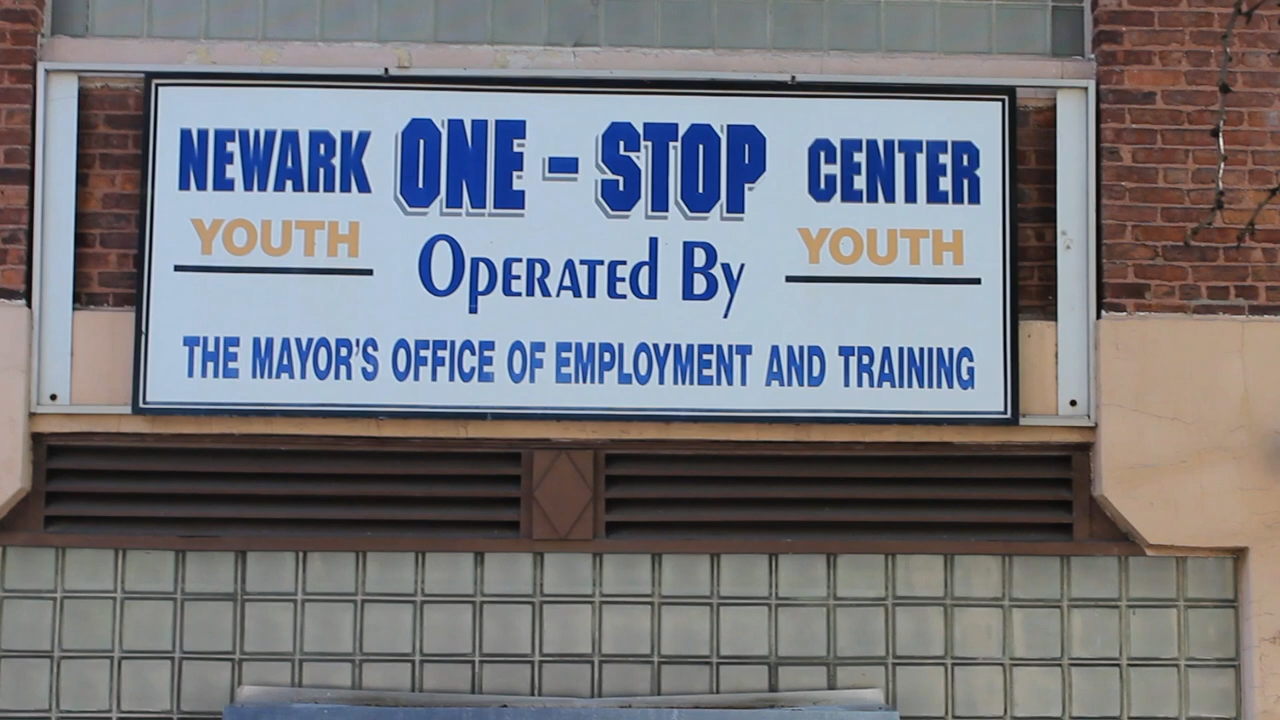 NEWARK ONE-STOP CENTER
YOUTH YOUTH
OPERATED BY
THE MAYOR'S OFFICE OF EMPLOYMENT AND TRAINING